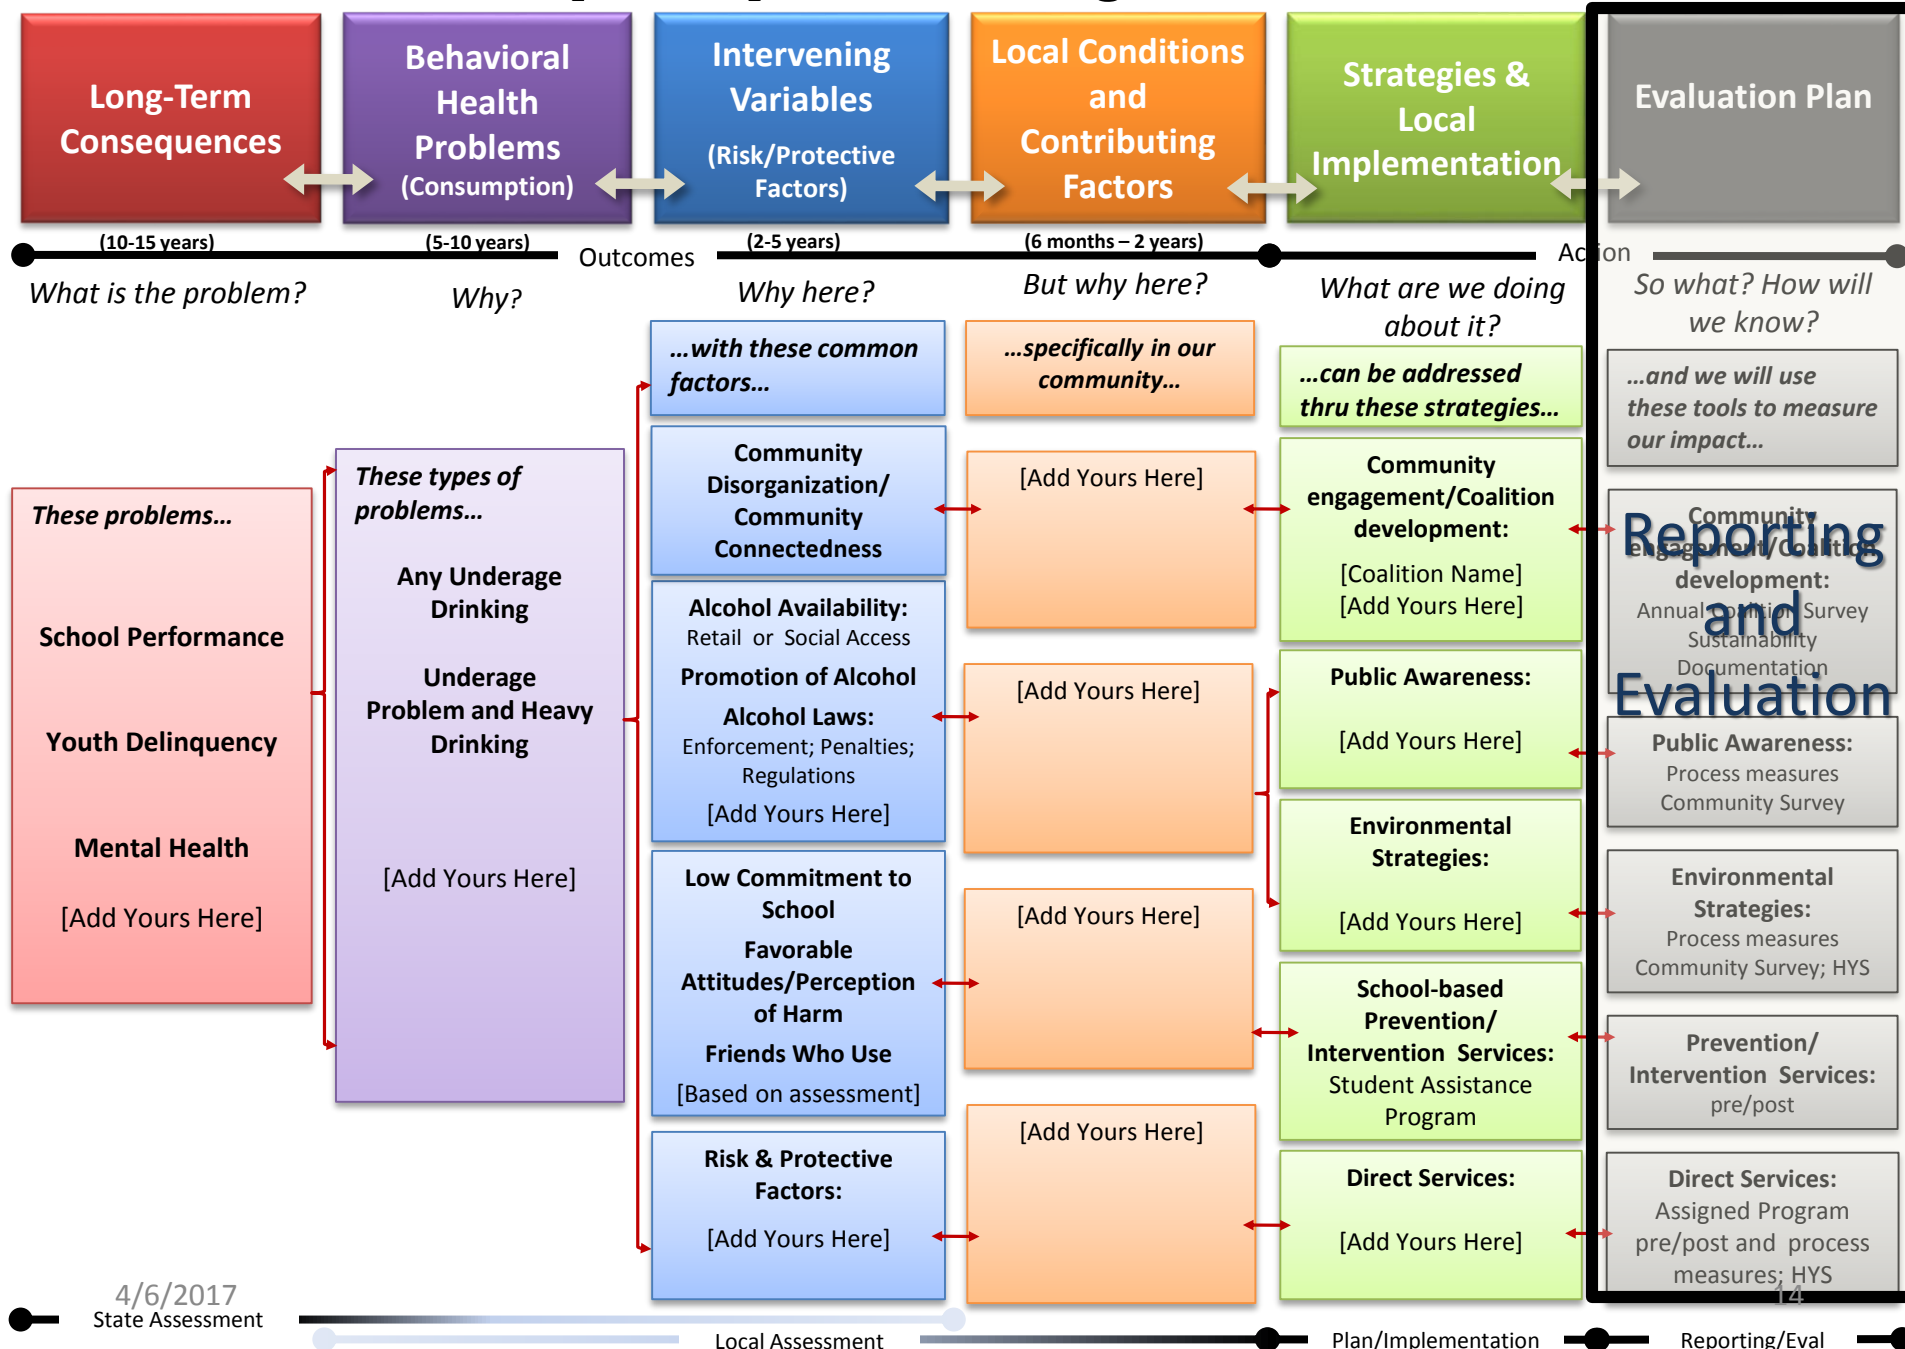 Long-Term
Consequences
Behavioral
Health
Problems
(Consumption)
Intervening
Variables
(Risk/Protective
Factors)
Local Conditions
and
Contributing
Factors
Strategies &
Local
Implementation
Evaluation Plan
(10-15 years)
(5-10 years)
(2-5 years)
(6 months – 2 years)
Outcomes
Action
What is the problem?
Why?
Why here?
But why here?
What are we doing
about it?
So what? How will
we know?
These problems…
School Performance
Youth Delinquency
Mental Health
[Add Yours Here]
These types of
problems…
Any Underage
Drinking
Underage
Problem and Heavy
Drinking
[Add Yours Here]
…with these common
factors…
Community
Disorganization/
Community
Connectedness
Alcohol Availability:
Retail or Social Access
Promotion of Alcohol
Alcohol Laws:
Enforcement; Penalties;
Regulations
[Add Yours Here]
Low Commitment to
School
Favorable
Attitudes/Perception
of Harm
Friends Who Use
[Based on assessment]
Risk & Protective
Factors:
[Add Yours Here]
…specifically in our
community…
[Add Yours Here]
[Add Yours Here]
[Add Yours Here]
[Add Yours Here]
…can be addressed
thru these strategies…
Community
engagement/Coalition
development:
[Coalition Name]
[Add Yours Here]
Public Awareness:
[Add Yours Here]
Environmental
Strategies:
[Add Yours Here]
School-based
Prevention/
Intervention Services:
Student Assistance
Program
Direct Services:
[Add Yours Here]
…and we will use
these tools to measure
our impact…
Community
engagement/Coalition
development:
Annual Coalition Survey
Sustainability
Documentation
Reporting
and
Evaluation
Public Awareness:
Process measures
Community Survey
Environmental
Strategies:
Process measures
Community Survey; HYS
Prevention/
Intervention Services:
pre/post
Direct Services:
Assigned Program
pre/post and process
measures; HYS
4/6/2017
14
State Assessment
Local Assessment
Plan/Implementation
Reporting/Eval